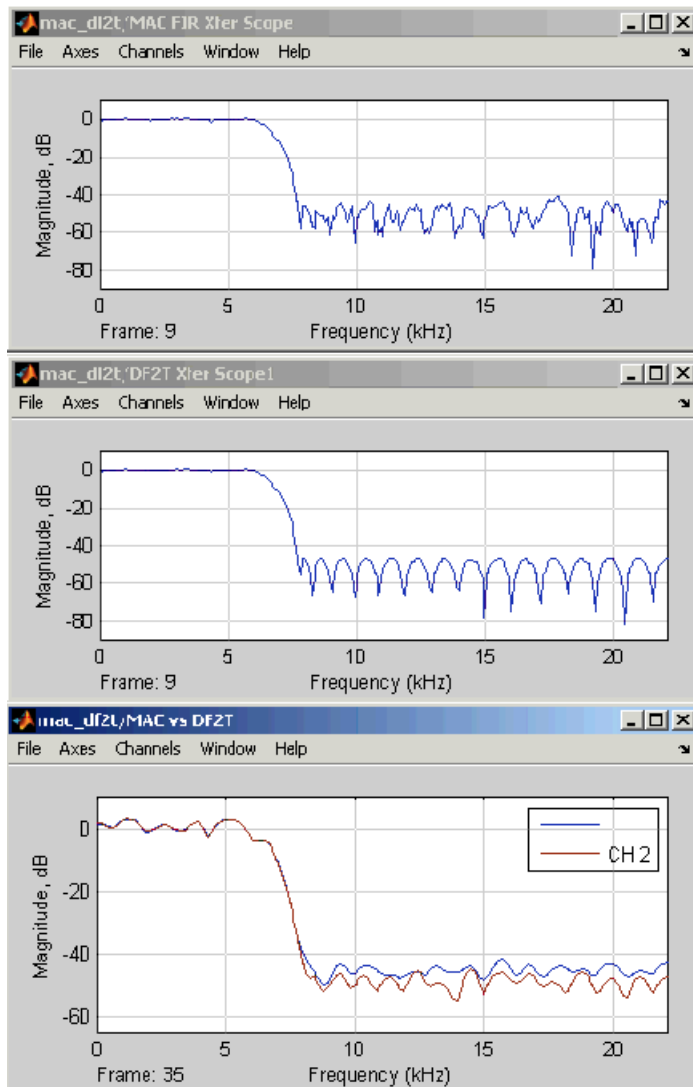 mac_df2t/MAC FIR Xfer Scope
File Axes Channels Window Help
Magnitude, dB
0
-20
-40
-60
-80
0 5 10 15 20
Frame: 9 Frequency (kHz)
mac_df2t/DF2T Xfer Scope1
File Axes Channels Window Help
Magnitude, dB
0
-20
-40
-60
-80
0 5 10 15 20
Frame: 9 Frequency (kHz)
mac_df2t/MAC vs DF2T
File Axes Channels Window Help
Magnitude, dB
0
-20
-40
-60
CH 2
0 5 10 15 20
Frame: 35 Frequency (kHz)